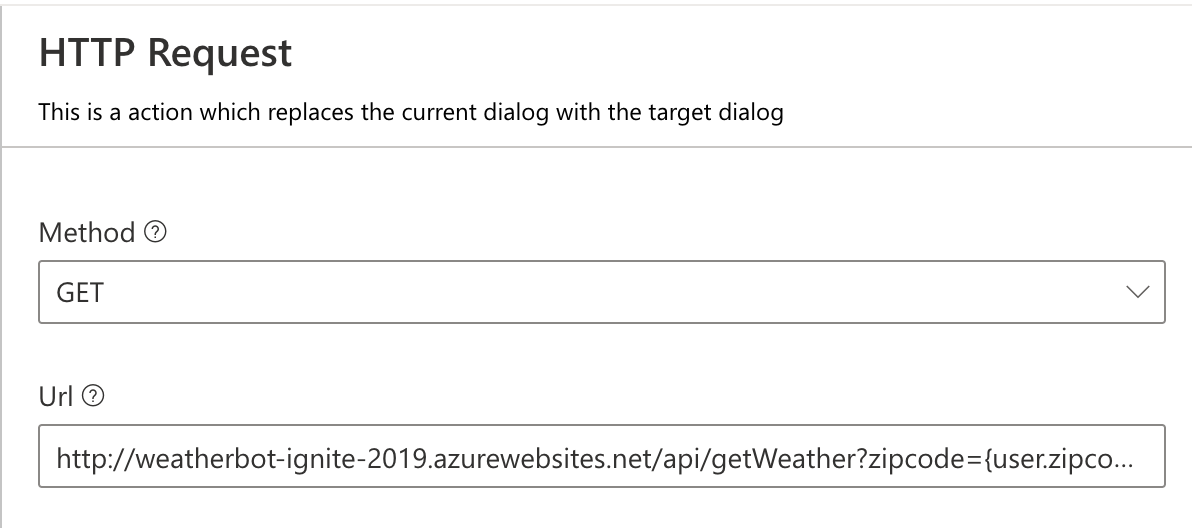 HTTP Request
This is a action which replaces the current dialog with the target dialog
Method ?
GET
Url ?
http://weatherbot-ignite-2019.azurewebsites.net/api/getWeather?zipcode={user.zipco...